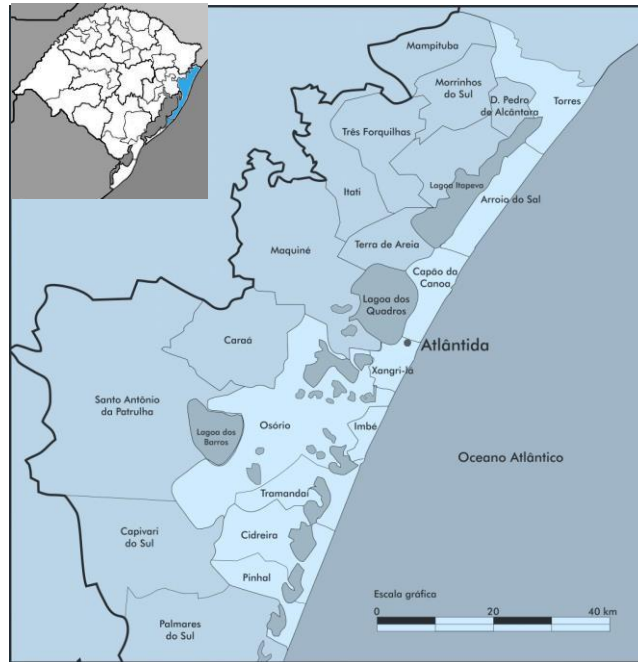 Mampituba
Morrinhos
do Sul
D. Pedro
de Alcântara
Torres
Três Forquilhas
Lagoa Itapeva
Itati
Arroio do Sal
Maquiné
Terra de Areia
Capão da
Canoa
Lagoa dos
Quadros
Atlântida
Caraá
Xangri-lá
Santo Antônio
da Patrulha
Lagoa dos
Barros
Osório
Imbé
Oceano Atlântico
Tramandaí
Capivari
do Sul
Cidreira
Pinhal
Palmares
do Sul
Escala gráfica
0 20 40 km